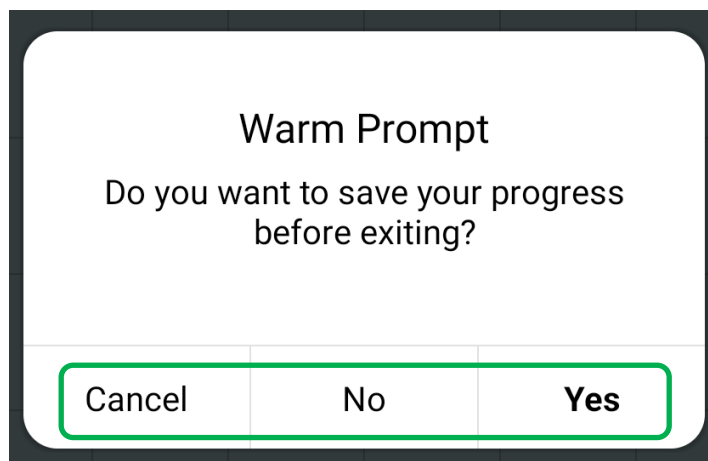 Warm Prompt
Do you want to save your progress
before exiting?
Cancel No Yes